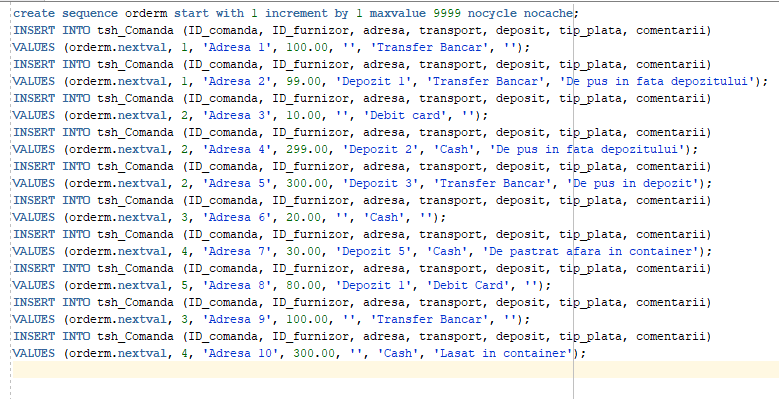 create sequence orderm start with 1 increment by 1 maxvalue 9999 nocycle nocache;
INSERT INTO tsh_Comanda (ID_comanda, ID_furnizor, adresa, transport, deposit, tip_plata, comentarii)
VALUES (orderm.nextval, 1, 'Adresa 1', 100.00, '', 'Transfer Bancar', '');
INSERT INTO tsh_Comanda (ID_comanda, ID_furnizor, adresa, transport, deposit, tip_plata, comentarii)
VALUES (orderm.nextval, 1, 'Adresa 2', 99.00, 'Depozit 1', 'Transfer Bancar', 'De pus in fata depozitului');
INSERT INTO tsh_Comanda (ID_comanda, ID_furnizor, adresa, transport, deposit, tip_plata, comentarii)
VALUES (orderm.nextval, 2, 'Adresa 3', 10.00, '', 'Debit card', '');
INSERT INTO tsh_Comanda (ID_comanda, ID_furnizor, adresa, transport, deposit, tip_plata, comentarii)
VALUES (orderm.nextval, 2, 'Adresa 4', 299.00, 'Depozit 2', 'Cash', 'De pus in fata depozitului');
INSERT INTO tsh_Comanda (ID_comanda, ID_furnizor, adresa, transport, deposit, tip_plata, comentarii)
VALUES (orderm.nextval, 2, 'Adresa 5', 300.00, 'Depozit 3', 'Transfer Bancar', 'De pus in depozit');
INSERT INTO tsh_Comanda (ID_comanda, ID_furnizor, adresa, transport, deposit, tip_plata, comentarii)
VALUES (orderm.nextval, 3, 'Adresa 6', 20.00, '', 'Cash', '');
INSERT INTO tsh_Comanda (ID_comanda, ID_furnizor, adresa, transport, deposit, tip_plata, comentarii)
VALUES (orderm.nextval, 4, 'Adresa 7', 30.00, 'Depozit 5', 'Cash', 'De pastrat afara in container');
INSERT INTO tsh_Comanda (ID_comanda, ID_furnizor, adresa, transport, deposit, tip_plata, comentarii)
VALUES (orderm.nextval, 5, 'Adresa 8', 80.00, 'Depozit 1', 'Debit Card', '');
INSERT INTO tsh_Comanda (ID_comanda, ID_furnizor, adresa, transport, deposit, tip_plata, comentarii)
VALUES (orderm.nextval, 3, 'Adresa 9', 100.00, '', 'Transfer Bancar', '');
INSERT INTO tsh_Comanda (ID_comanda, ID_furnizor, adresa, transport, deposit, tip_plata, comentarii)
VALUES (orderm.nextval, 4, 'Adresa 10', 300.00, '', 'Cash', 'Lasat in container');